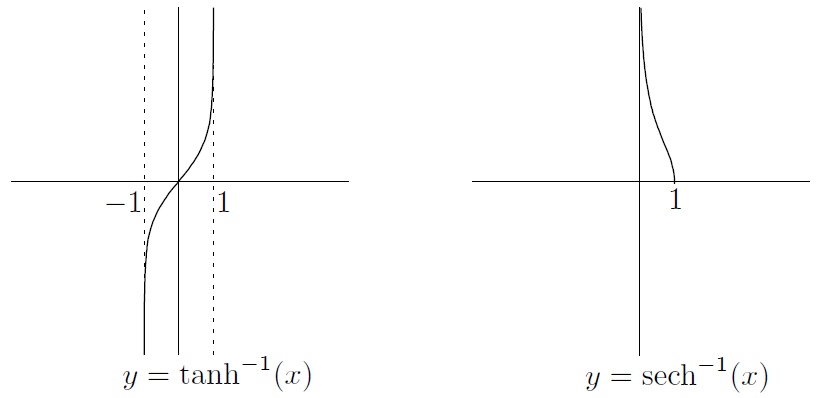 −1
1
1
y = tanh⁻¹(x)
y = sech⁻¹(x)